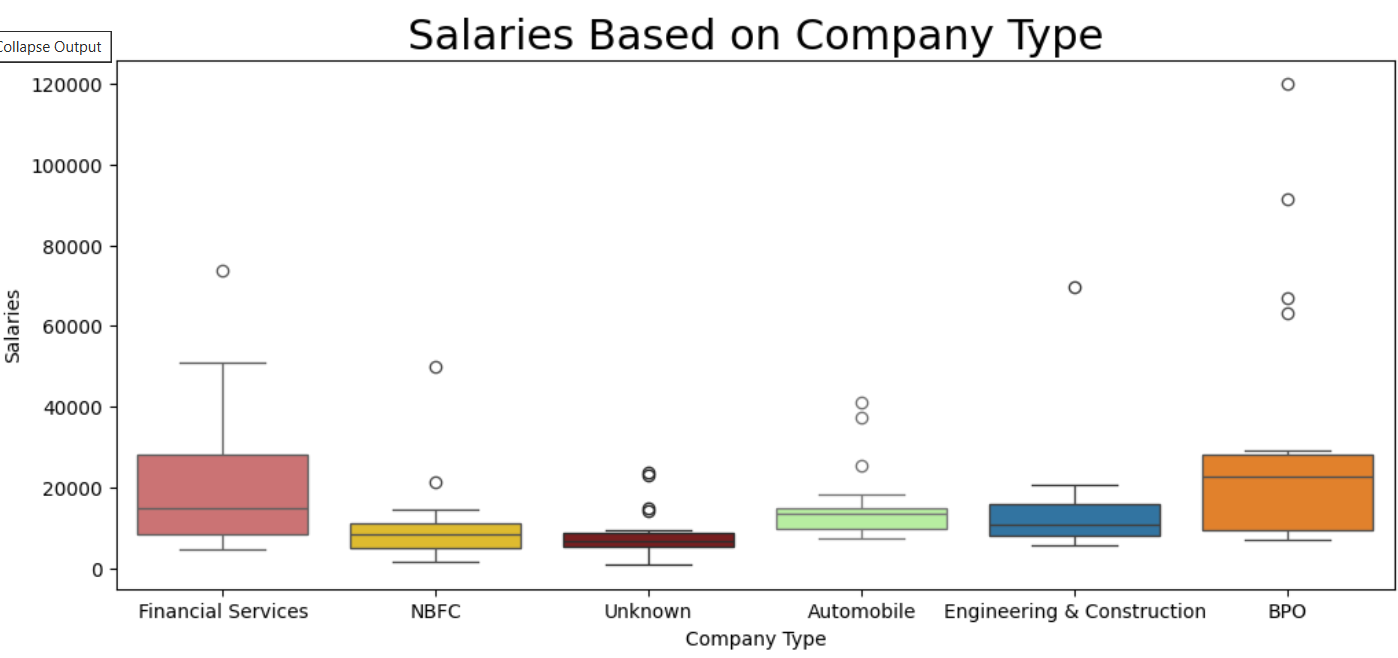 Salaries Based on Company Type
Collapse Output
120000
100000
80000
60000
40000
20000
0
Salaries
Financial Services
NBFC
Unknown
Automobile
Engineering & Construction
BPO
Company Type